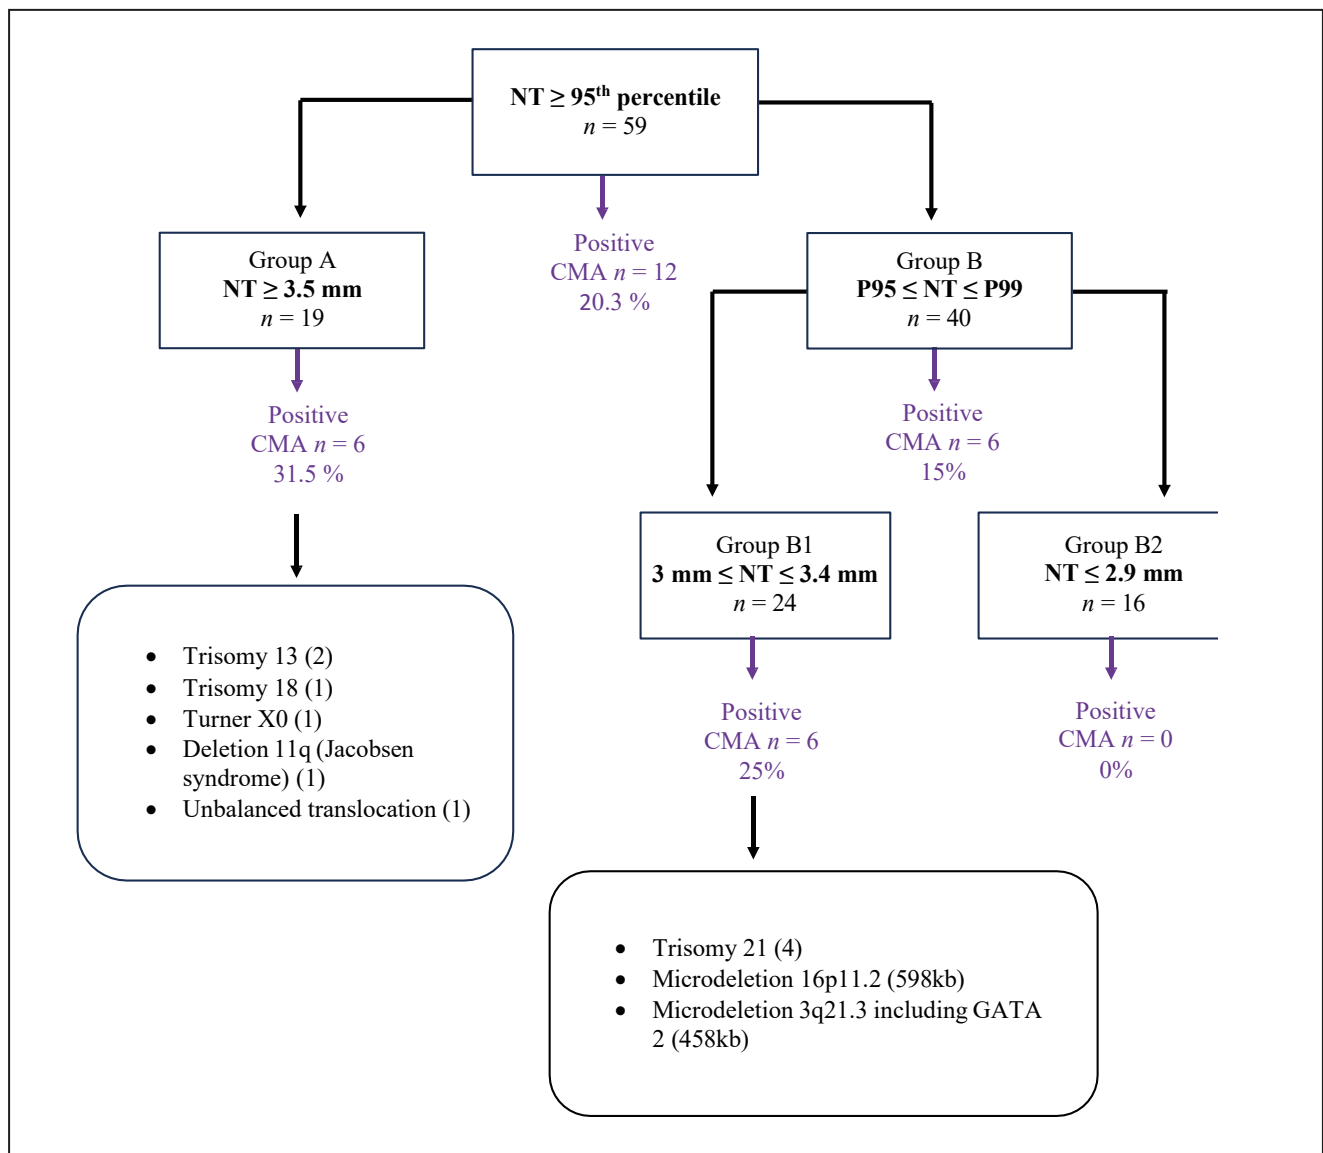 NT ≥ 95th percentile
n = 59
Positive
CMA n = 12
20.3 %
Group A
NT ≥ 3.5 mm
n = 19
Positive
CMA n = 6
31.5 %
• Trisomy 13 (2)
• Trisomy 18 (1)
• Turner X0 (1)
• Deletion 11q (Jacobsen
syndrome) (1)
• Unbalanced translocation (1)
Group B
P95 ≤ NT ≤ P99
n = 40
Positive
CMA n = 6
15%
Group B1
3 mm ≤ NT ≤ 3.4 mm
n = 24
Positive
CMA n = 6
25%
• Trisomy 21 (4)
• Microdeletion 16p11.2 (598kb)
• Microdeletion 3q21.3 including GATA
2 (458kb)
Group B2
NT ≤ 2.9 mm
n = 16
Positive
CMA n = 0
0%